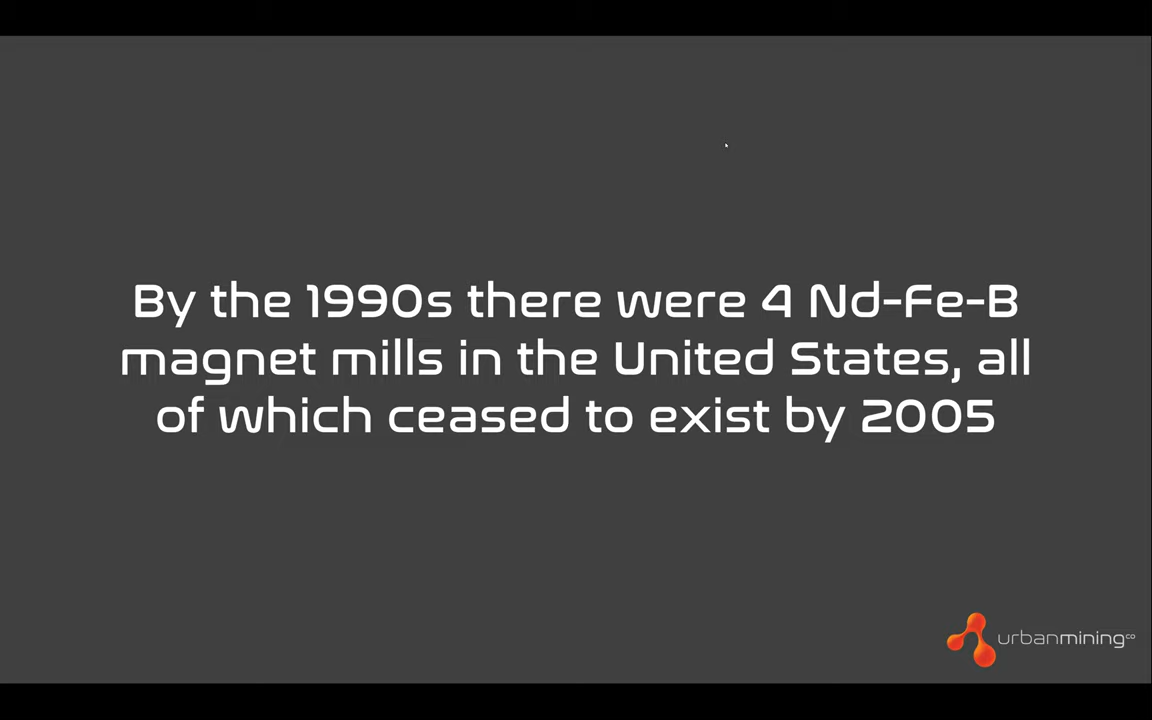 By the 1990s there were 4 Nd-Fe-B
magnet mills in the United States, all
of which ceased to exist by 2005
urbanmining co